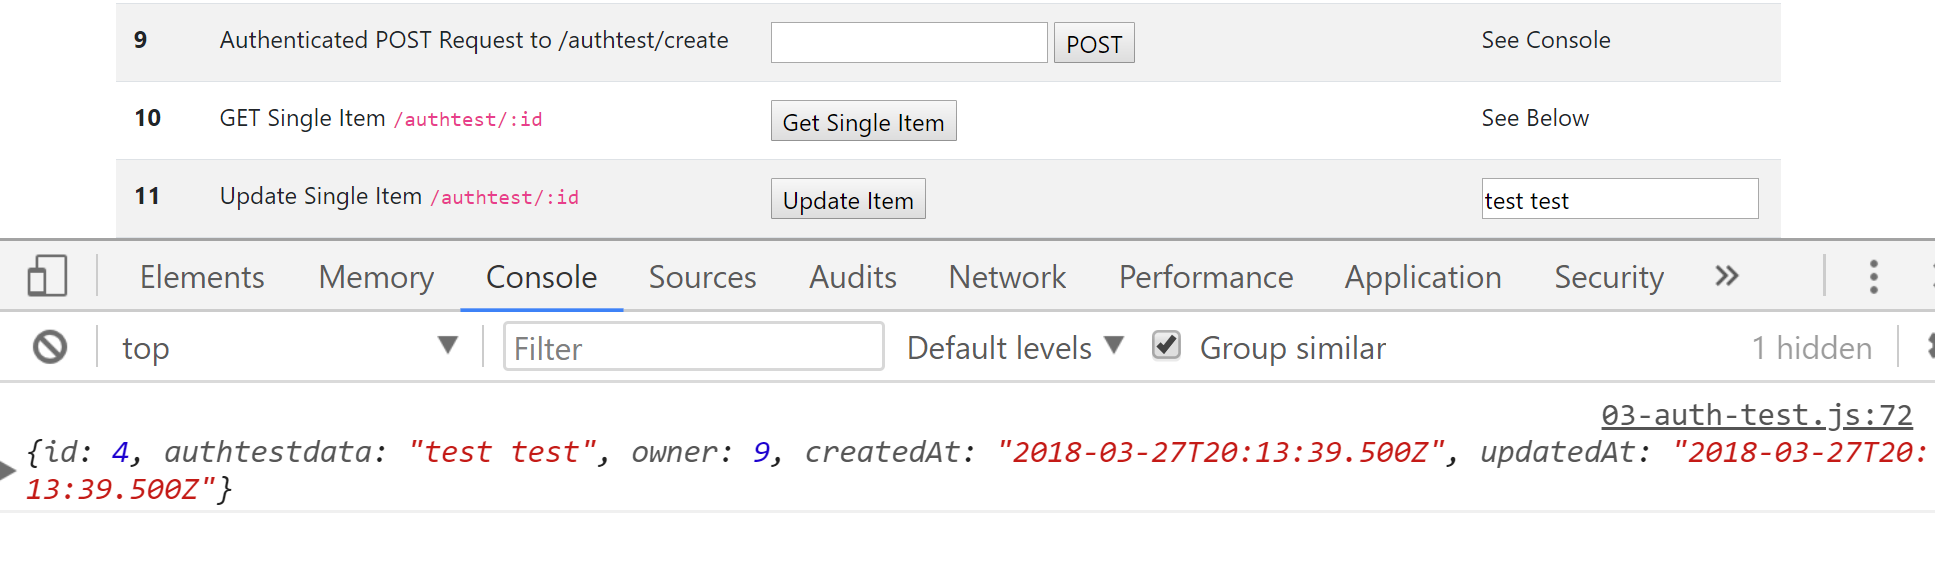 9 Authenticated POST Request to /authtest/create POST See Console
10 GET Single Item /authtest/:id Get Single Item See Below
11 Update Single Item /authtest/:id Update Item test test
Elements Memory Console Sources Audits Network Performance Application Security »
top Filter Default levels Group similar 1 hidden
03-auth-test.js:72
{id: 4, authtestdata: "test test", owner: 9, createdAt: "2018-03-27T20:13:39.500Z", updatedAt: "2018-03-27T20:
13:39.500Z"}